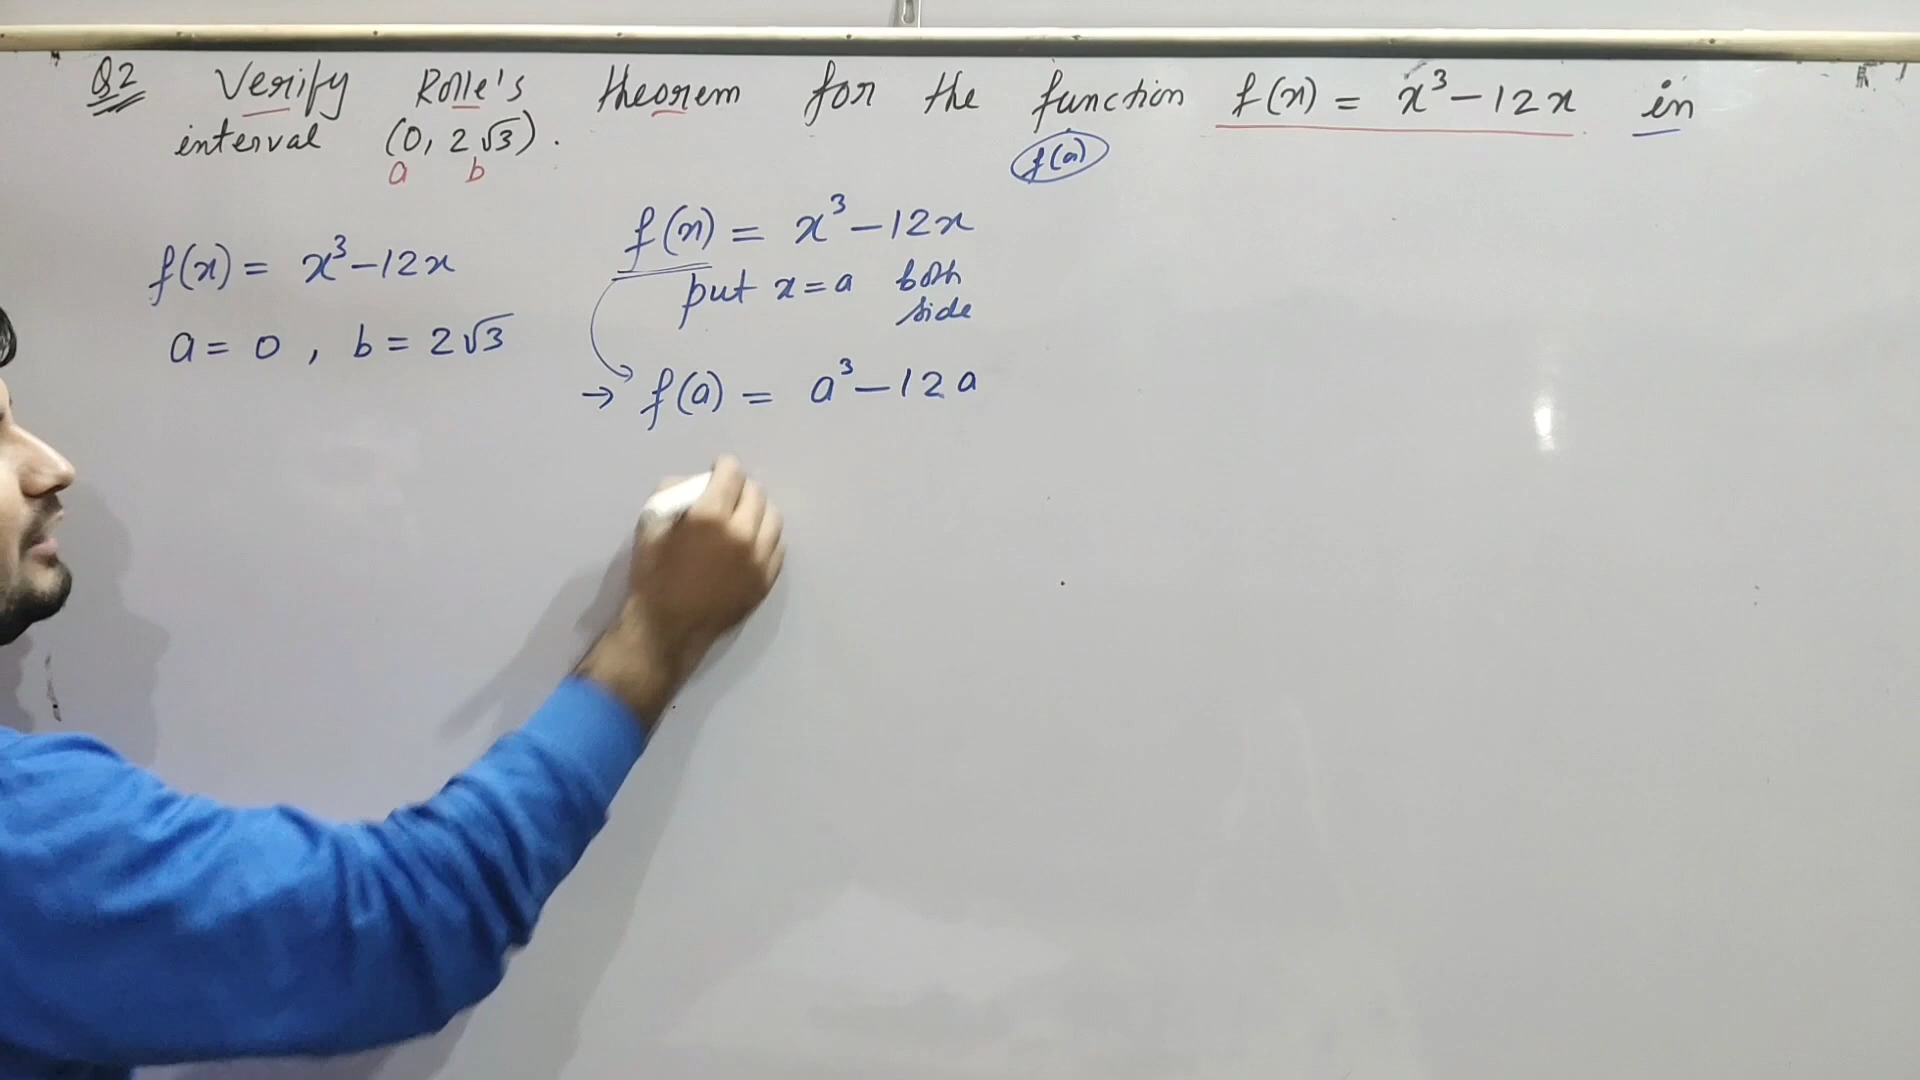 Q2 Verify Rolle's theorem for the function f(x) = x³-12x in
interval (0, 2√3).
a b
f(a)
f(x) = x³-12x
a = 0 , b = 2√3
f(x) = x³-12x
put x = a both
side
→ f(a) = a³-12a